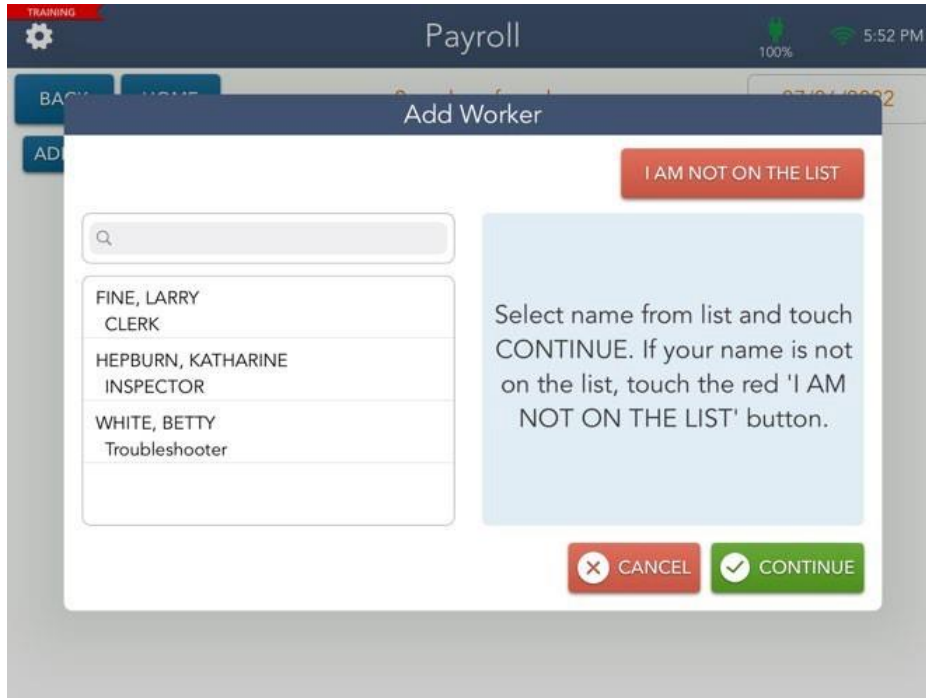 TRAINING
Payroll
100%
5:52 PM
Add Worker
I AM NOT ON THE LIST
FINE, LARRY
CLERK
HEPBURN, KATHARINE
INSPECTOR
WHITE, BETTY
Troubleshooter
Select name from list and touch
CONTINUE. If your name is not
on the list, touch the red 'I AM
NOT ON THE LIST' button.
CANCEL
CONTINUE